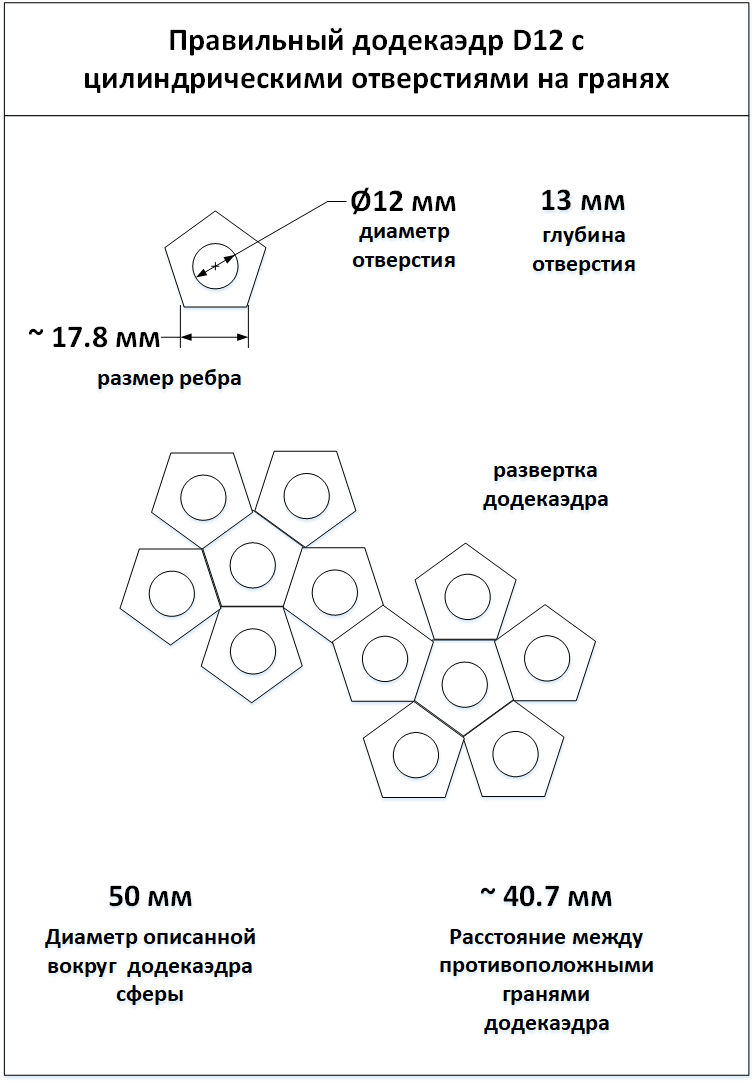 Правильный додекаэдр D12 с
цилиндрическими отверстиями на гранях
Ø12 мм
диаметр
отверстия
13 мм
глубина
отверстия
~ 17.8 мм
размер ребра
развертка
додекаэдра
50 мм
Диаметр описанной
вокруг додекаэдра
сферы
~ 40.7 мм
Расстояние между
противоположными
гранями
додекаэдра